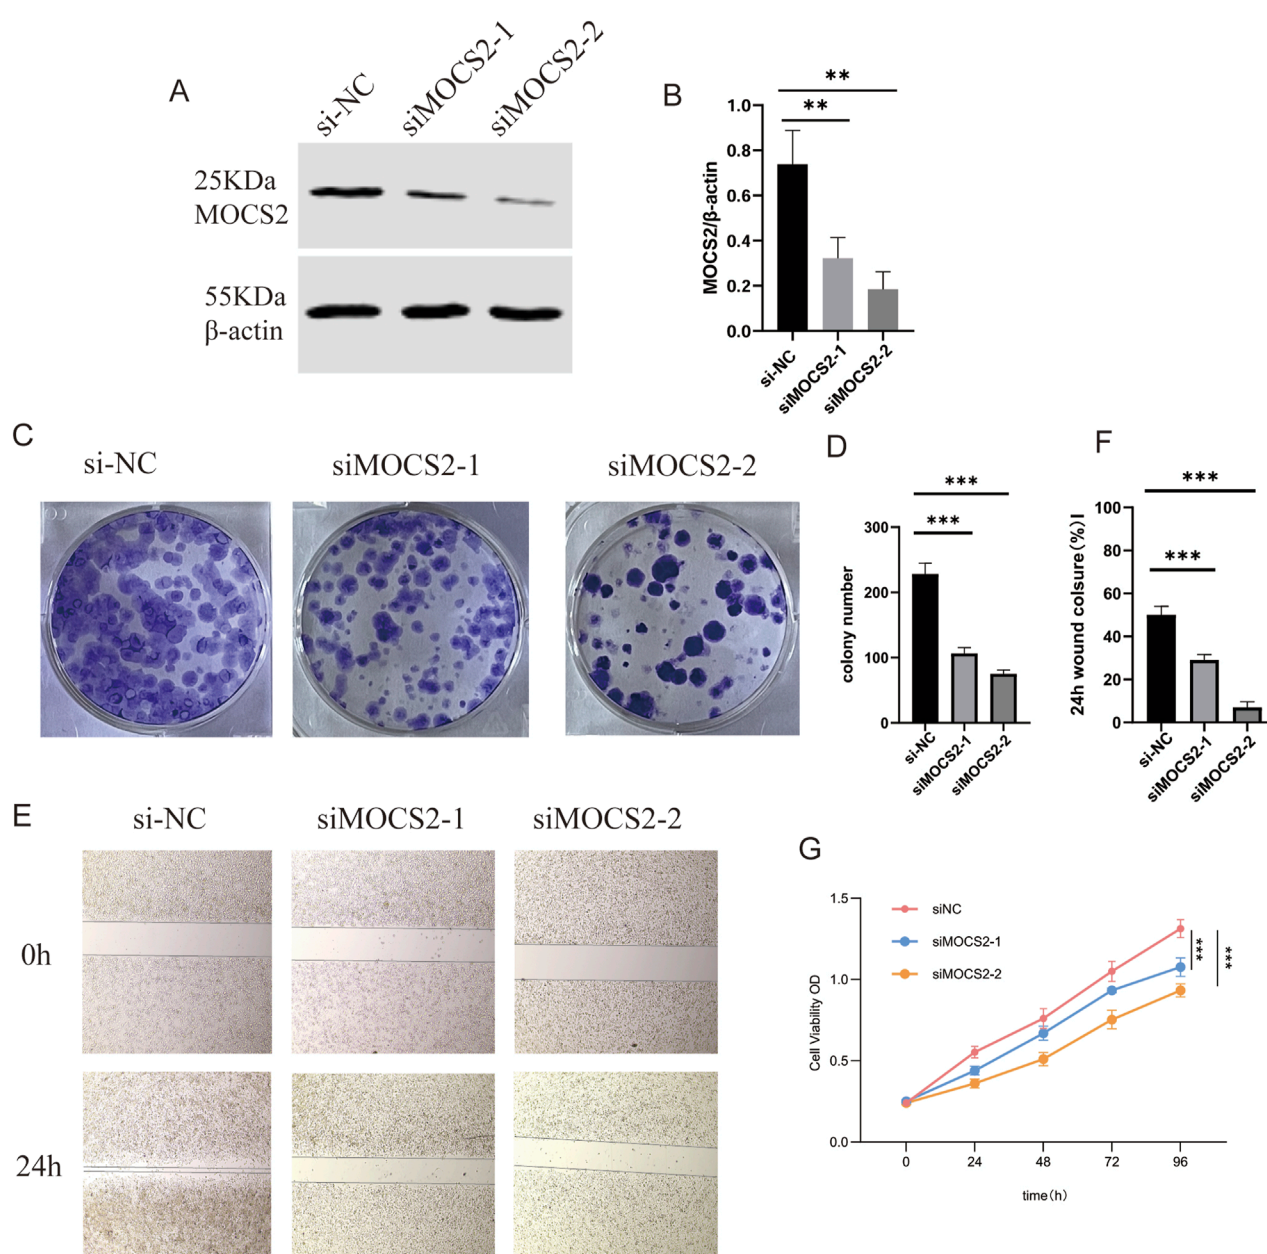 A
si-NC
siMOCS2-1
siMOCS2-2
25KDa
MOCS2
55KDa
β-actin
B
**
**
MOCS2/β-actin
1.0
0.8
0.6
0.4
0.2
0.0
si-NC
siMOCS2-1
siMOCS2-2
C
si-NC
siMOCS2-1
siMOCS2-2
D
***
***
colony number
300
200
100
0
si-NC
siMOCS2-1
siMOCS2-2
F
***
***
24h wound colsure(%)I
100
80
60
40
20
0
si-NC
siMOCS2-1
siMOCS2-2
E
si-NC
siMOCS2-1
siMOCS2-2
0h
24h
G
Cell Viability OD
1.5
1.0
0.5
0.0
siNC
siMOCS2-1
siMOCS2-2
***
***
0 24 48 72 96
time(h)